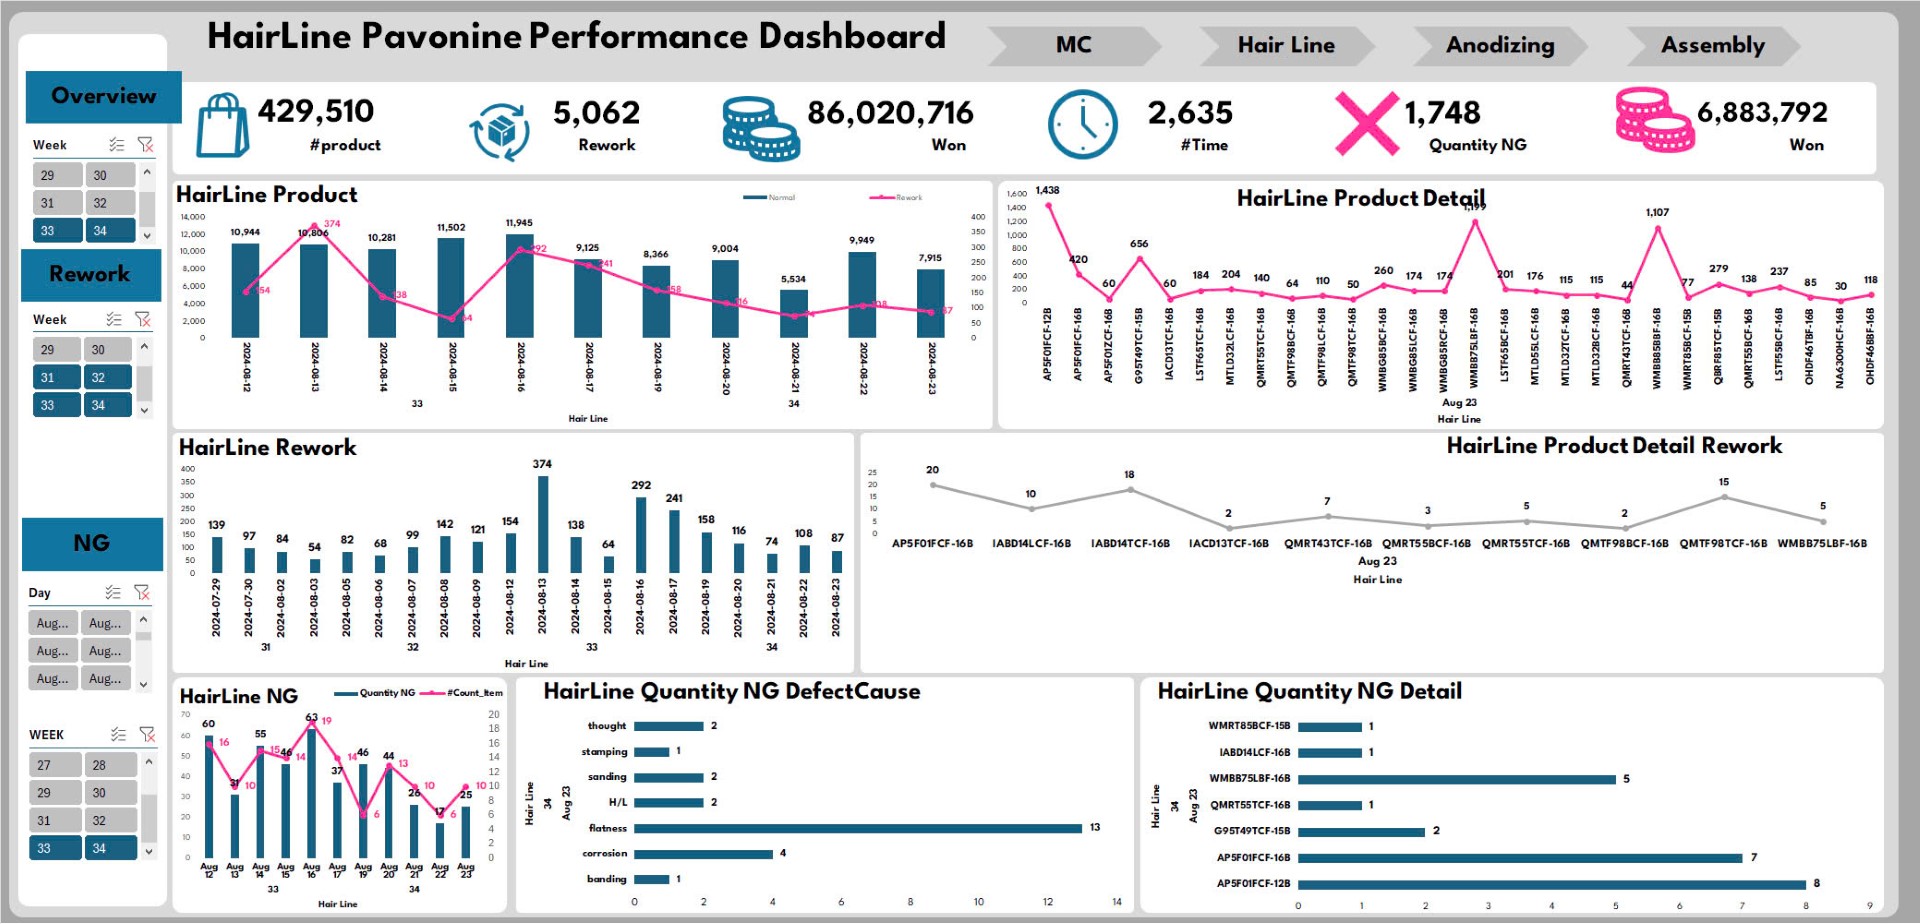 HairLine Pavonine Performance Dashboard
MC
Hair Line
Anodizing
Assembly
Overview
429,510
#product
5,062
Rework
86,020,716
Won
2,635
#Time
1,748
Quantity NG
6,883,792
Won
Week
29 30
31 32
33 34
Rework
Week
29 30
31 32
33 34
NG
Day
Aug... Aug...
Aug... Aug...
Aug... Aug...
WEEK
27 28
29 30
31 32
33 34
HairLine Product
Normal Rework
14,000
12,000
10,000
8,000
6,000
4,000
2,000
0
10,944 10,806 10,281 11,502 11,945 9,125 8,366 9,004 5,534 9,949 7,915
374 138 64 292 241 158 116 108 87
400
350
300
250
200
150
100
50
0
2024-08-12 2024-08-13 2024-08-14 2024-08-15 2024-08-16 2024-08-17 2024-08-19 2024-08-20 2024-08-21 2024-08-22 2024-08-23
33 34
Hair Line
HairLine Product Detail
1,600
1,400
1,200
1,000
800
600
400
200
0
1,438 420 60 656 60 184 204 140 64 110 50 260 174 174 1,199 201 176 115 115 44 1,107 77 279 138 237 85 30 118
AP5F01FCF-12B AP5F01FCF-16B AP5F01ZCF-16B G95T49TCF-15B IACD13TCF-16B LSTF65TCF-16B MTLD32LCF-16B QMRT55TCF-16B QMTF98BCF-16B QMTF98LCF-16B QMTF98TCF-16B WMBG85BCF-16B WMBG85LCF-16B WMBG85RCF-16B WMBB75LBF-16B LSTF65BCF-16B MTLD55LCF-16B MTLD32TCF-16B MTLD32BCF-16B QMRT43TCF-16B WMBB85BBF-16B WMRT85BCF-15B QBRF85TCF-15B QMRT55BCF-16B LSTF55BCF-16B OHDF46TBF-16B NA6300HCF-16B OHDF46BBF-16B
Aug 23
Hair Line
HairLine Rework
400
350
300
250
200
150
100
50
0
139 97 84 54 82 68 99 142 121 154 374 138 64 292 241 158 116 74 108 87
2024-07-29 2024-07-30 2024-08-02 2024-08-03 2024-08-05 2024-08-06 2024-08-07 2024-08-08 2024-08-09 2024-08-12 2024-08-13 2024-08-14 2024-08-15 2024-08-16 2024-08-17 2024-08-19 2024-08-20 2024-08-21 2024-08-22 2024-08-23
31 32 33 34
Hair Line
HairLine Product Detail Rework
25
20
15
10
5
0
20 10 18 2 7 3 5 2 15 5
AP5F01FCF-16B IABD14LCF-16B IABD14TCF-16B IACD13TCF-16B QMRT43TCF-16B QMRT55BCF-16B QMRT55TCF-16B QMTF98BCF-16B QMTF98TCF-16B WMBB75LBF-16B
Aug 23
Hair Line
HairLine NG
Quantity NG #Count_Item
70
60
50
40
30
20
10
0
60 31 55 46 63 37 46 44 26 17 25
16 10 15 14 19 14 6 13 10 6 10
20
18
16
14
12
10
8
6
4
2
0
Aug Aug Aug Aug Aug Aug Aug Aug Aug Aug Aug
12 13 14 15 16 17 19 20 21 22 23
33 34
Hair Line
HairLine Quantity NG DefectCause
Hair Line
34
Aug 23
thought 2
stamping 1
sanding 2
H/L 2
flatness 13
corrosion 4
banding 1
0 2 4 6 8 10 12 14
HairLine Quantity NG Detail
Hair Line
34
Aug 23
WMRT85BCF-15B 1
IABD14LCF-16B 1
WMBB75LBF-16B 5
QMRT55TCF-16B 1
G95T49TCF-15B 2
AP5F01FCF-16B 7
AP5F01FCF-12B 8
0 1 2 3 4 5 6 7 8 9